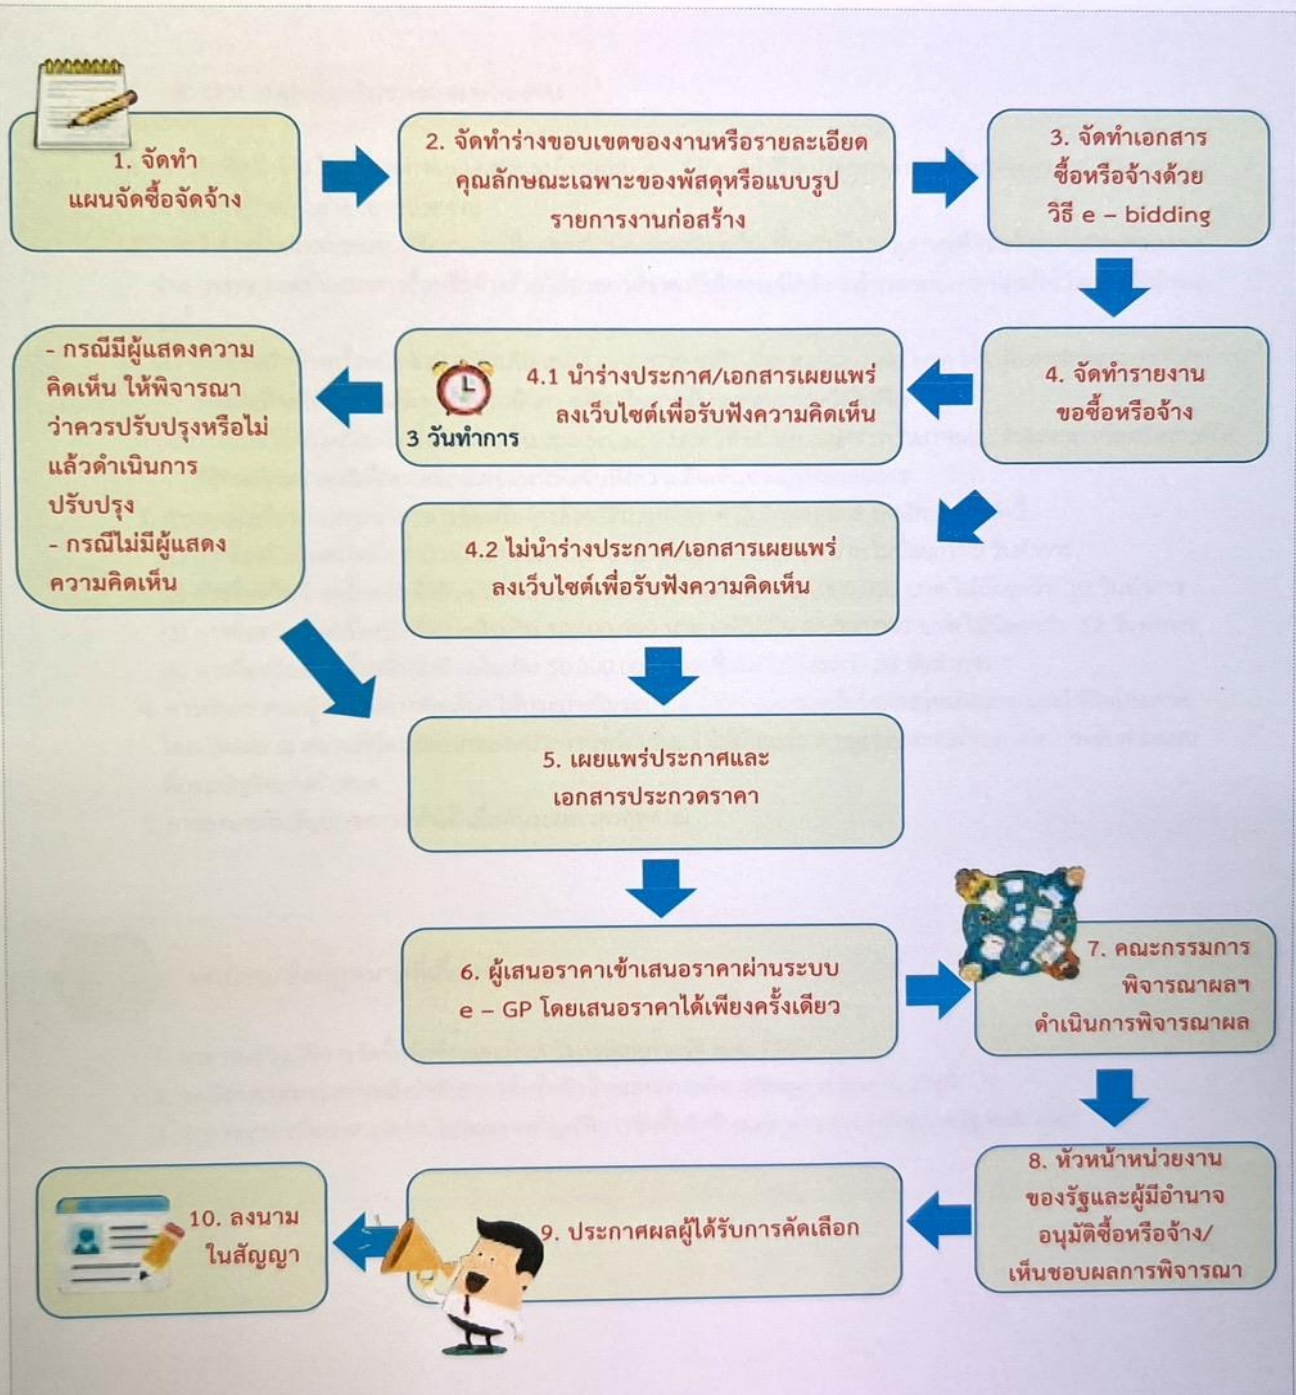 1. จัดทำ
แผนจัดซื้อจัดจ้าง
2. จัดทำร่างขอบเขตของงานหรือรายละเอียด
คุณลักษณะเฉพาะของพัสดุหรือแบบรูป
รายการงานก่อสร้าง
3. จัดทำเอกสาร
ซื้อหรือจ้างด้วย
วิธี e – bidding
4. จัดทำรายงาน
ขอซื้อหรือจ้าง
4.1 นำร่างประกาศ/เอกสารเผยแพร่
ลงเว็บไซต์เพื่อรับฟังความคิดเห็น
3 วันทำการ
- กรณีมีผู้แสดงความ
คิดเห็น ให้พิจารณา
ว่าควรปรับปรุงหรือไม่
แล้วดำเนินการ
ปรับปรุง
- กรณีไม่มีผู้แสดง
ความคิดเห็น
4.2 ไม่นำร่างประกาศ/เอกสารเผยแพร่
ลงเว็บไซต์เพื่อรับฟังความคิดเห็น
5. เผยแพร่ประกาศและ
เอกสารประกวดราคา
6. ผู้เสนอราคาเข้าเสนอราคาผ่านระบบ
e – GP โดยเสนอราคาได้เพียงครั้งเดียว
7. คณะกรรมการ
พิจารณาผลฯ
ดำเนินการพิจารณาผล
8. หัวหน้าหน่วยงาน
ของรัฐและผู้มีอำนาจ
อนุมัติซื้อหรือจ้าง/
เห็นชอบผลการพิจารณา
9. ประกาศผลผู้ได้รับการคัดเลือก
10. ลงนาม
ในสัญญา